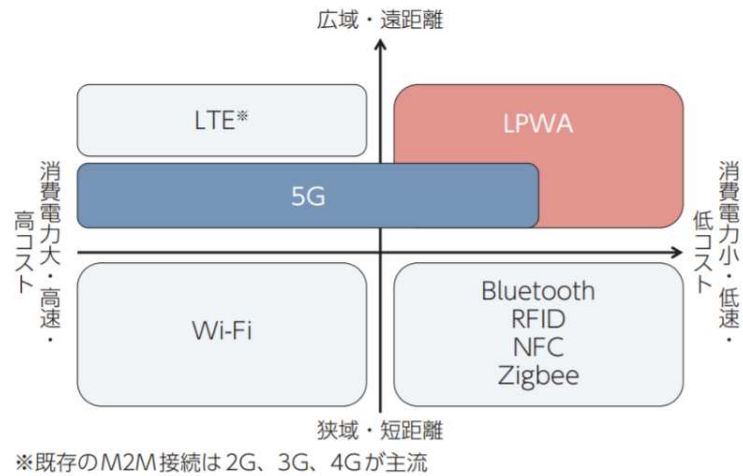 広域・遠距離
LTE※
LPWA
5G
消費電力大・高速・
高コスト
消費電力小・低速・
低コスト
Wi-Fi
Bluetooth
RFID
NFC
Zigbee
狭域・短距離
※既存のM2M接続は2G、3G、4Gが主流